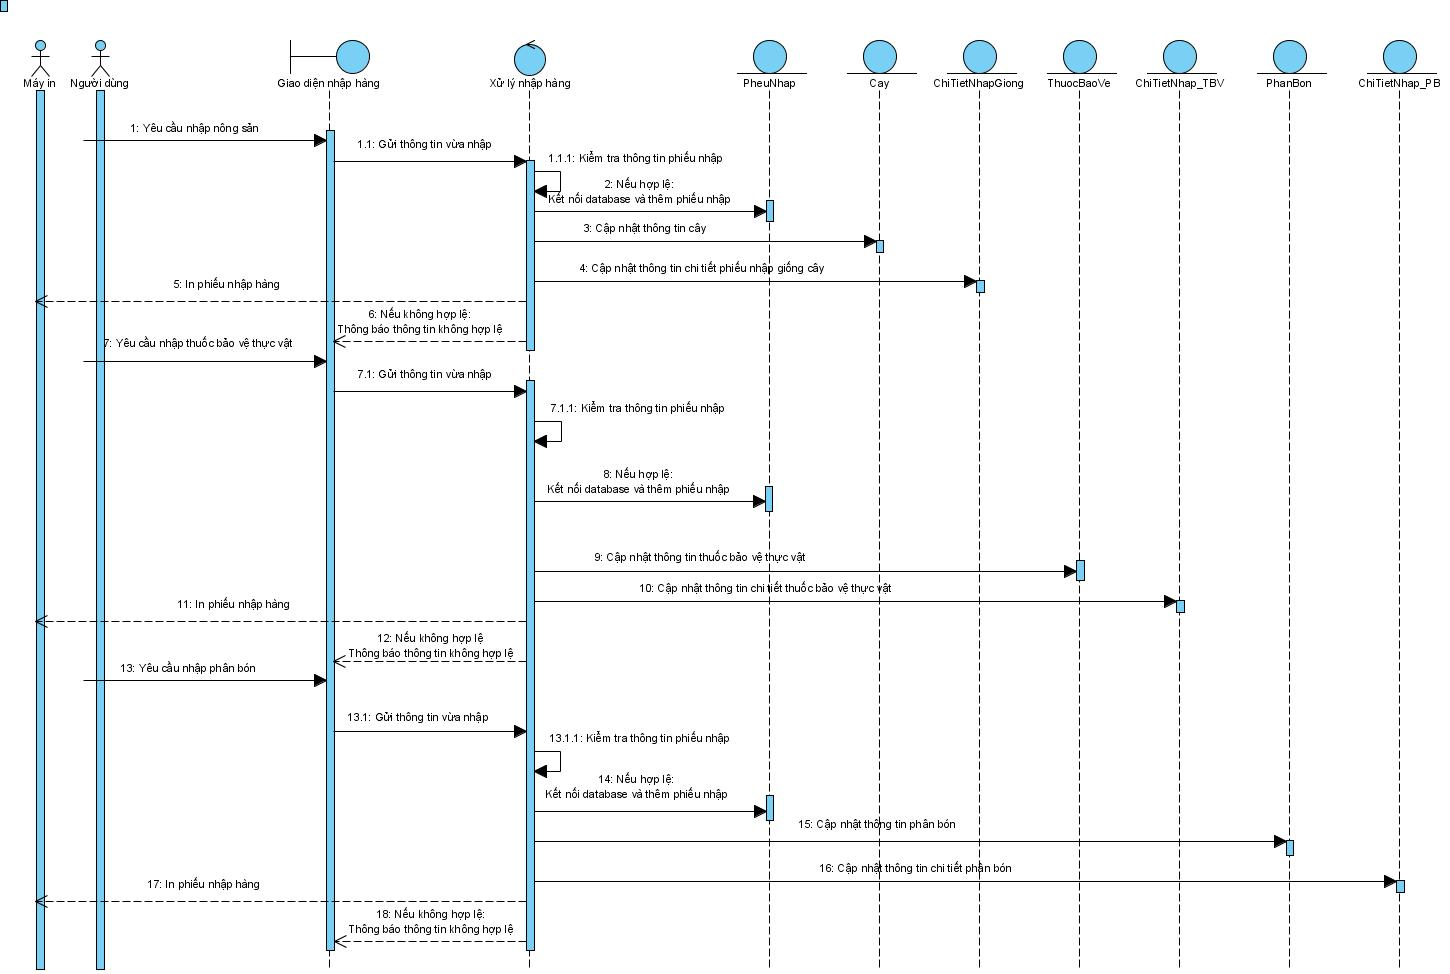 Máy in
Người dùng
Giao diện nhập hàng
Xử lý nhập hàng
PheuNhap
Cay
ChiTietNhapGiong
ThuocBaoVe
ChiTietNhap_TBV
PhanBon
ChiTietNhap_PB
1: Yêu cầu nhập nông sản
1.1: Gửi thông tin vừa nhập
1.1.1: Kiểm tra thông tin phiếu nhập
2: Nếu hợp lệ:
Kết nối database và thêm phiếu nhập
3: Cập nhật thông tin cây
4: Cập nhật thông tin chi tiết phiếu nhập giống cây
5: In phiếu nhập hàng
6: Nếu không hợp lệ:
Thông báo thông tin không hợp lệ
7: Yêu cầu nhập thuốc bảo vệ thực vật
7.1: Gửi thông tin vừa nhập
7.1.1: Kiểm tra thông tin phiếu nhập
8: Nếu hợp lệ:
Kết nối database và thêm phiếu nhập
9: Cập nhật thông tin thuốc bảo vệ thực vật
10: Cập nhật thông tin chi tiết thuốc bảo vệ thực vật
11: In phiếu nhập hàng
12: Nếu không hợp lệ
Thông báo thông tin không hợp lệ
13: Yêu cầu nhập phân bón
13.1: Gửi thông tin vừa nhập
13.1.1: Kiểm tra thông tin phiếu nhập
14: Nếu hợp lệ:
Kết nối database và thêm phiếu nhập
15: Cập nhật thông tin phân bón
16: Cập nhật thông tin chi tiết phân bón
17: In phiếu nhập hàng
18: Nếu không hợp lệ:
Thông báo thông tin không hợp lệ